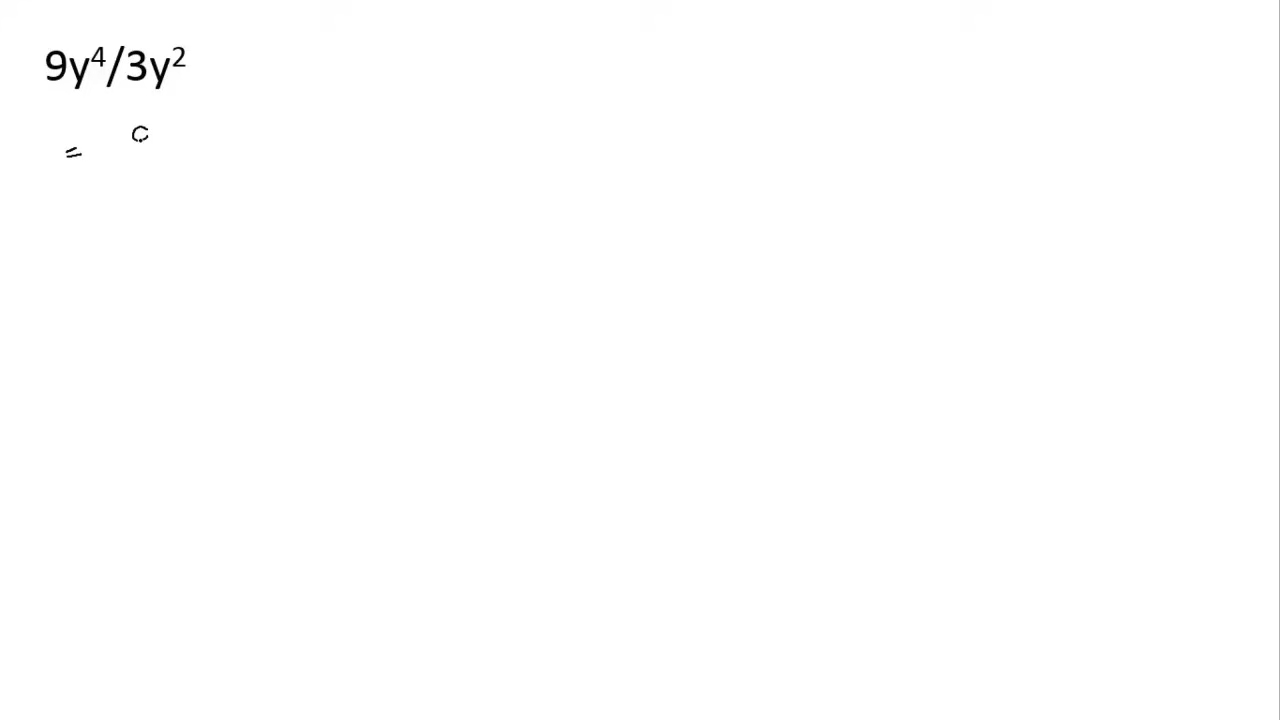 9y⁴/3y²
=